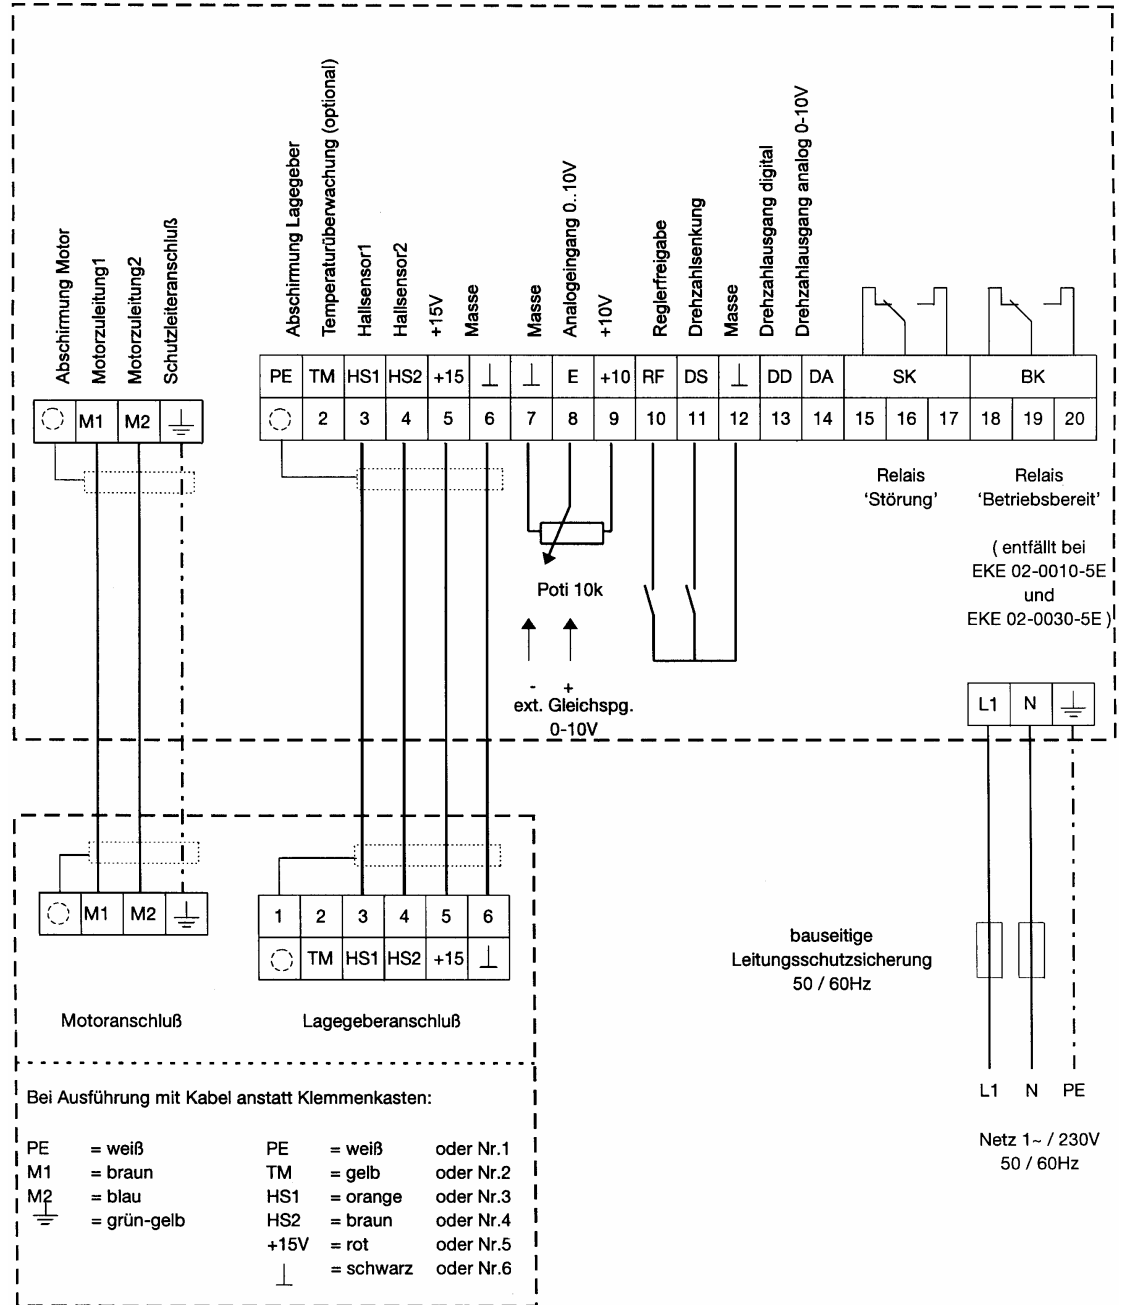 Abschirmung Motor
Motorzuleitung1
Motorzuleitung2
Schutzleiteranschluß
Abschirmung Lagegeber
Temperaturüberwachung (optional)
Hallsensor1
Hallsensor2
+15V
Masse
Masse
Analogeingang 0..10V
+10V
Reglerfreigabe
Drehzahlsenkung
Masse
Drehzahlausgang digital
Drehzahlausgang analog 0-10V
PE TM HS1 HS2 +15 ⊥ ⊥ E +10 RF DS ⊥ DD DA SK BK
2 3 4 5 6 7 8 9 10 11 12 13 14 15 16 17 18 19 20
M1 M2
Relais
'Störung'
Relais
'Betriebsbereit'
( entfällt bei
EKE 02-0010-5E
und
EKE 02-0030-5E )
Poti 10k
- +
ext. Gleichspg.
0-10V
L1 N
M1 M2
1 2 3 4 5 6
TM HS1 HS2 +15 ⊥
Motoranschluß
Lagegeberanschluß
bauseitige
Leitungsschutzsicherung
50 / 60Hz
L1 N PE
Netz 1~ / 230V
50 / 60Hz
Bei Ausführung mit Kabel anstatt Klemmenkasten:
PE = weiß
M1 = braun
M2 = blau
= grün-gelb
PE = weiß oder Nr.1
TM = gelb oder Nr.2
HS1 = orange oder Nr.3
HS2 = braun oder Nr.4
+15V = rot oder Nr.5
⊥ = schwarz oder Nr.6